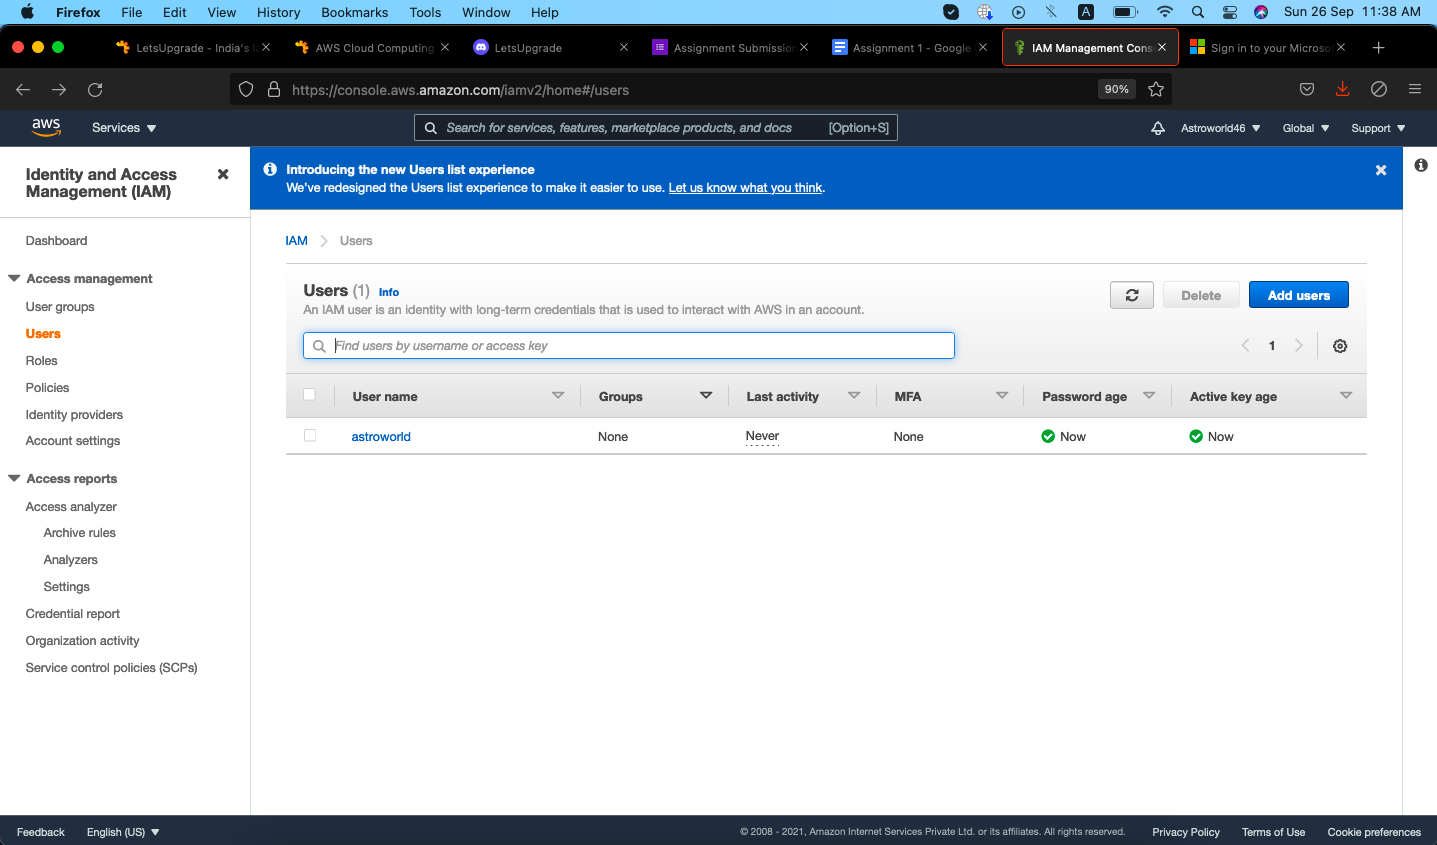 Firefox File Edit View History Bookmarks Tools Window Help A Sun 26 Sep 11:38 AM
LetsUpgrade - India's AWS Cloud Computing LetsUpgrade Assignment Submission Assignment 1 - Google IAM Management Cons Sign in to your Microso
https://console.aws.amazon.com/iamv2/home#/users 90%
aws Services Search for services, features, marketplace products, and docs [Option+S] Astroworld46 Global Support
Identity and Access
Management (IAM)
Introducing the new Users list experience
We've redesigned the Users list experience to make it easier to use. Let us know what you think.
Dashboard
Access management
User groups
Users
Roles
Policies
Identity providers
Account settings
Access reports
Access analyzer
Archive rules
Analyzers
Settings
Credential report
Organization activity
Service control policies (SCPs)
IAM Users
Users (1) Info
An IAM user is an identity with long-term credentials that is used to interact with AWS in an account.
Delete Add users
Find users by username or access key
1
User name Groups Last activity MFA Password age Active key age
astroworld None Never None Now Now
Feedback English (US) © 2008 - 2021, Amazon Internet Services Private Ltd. or its affiliates. All rights reserved. Privacy Policy Terms of Use Cookie preferences